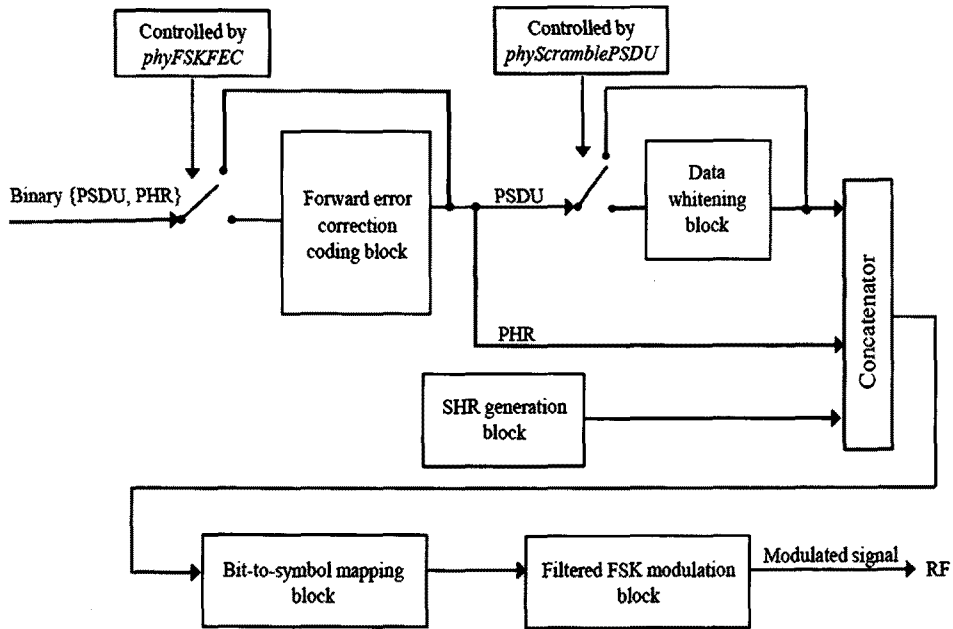 Controlled by
phyFSKFEC
Controlled by
phyScramblePSDU
Binary {PSDU, PHR}
Forward error
correction
coding block
PSDU
Data
whitening
block
PHR
SHR generation
block
Concatenator
Bit-to-symbol mapping
block
Filtered FSK modulation
block
Modulated signal
RF